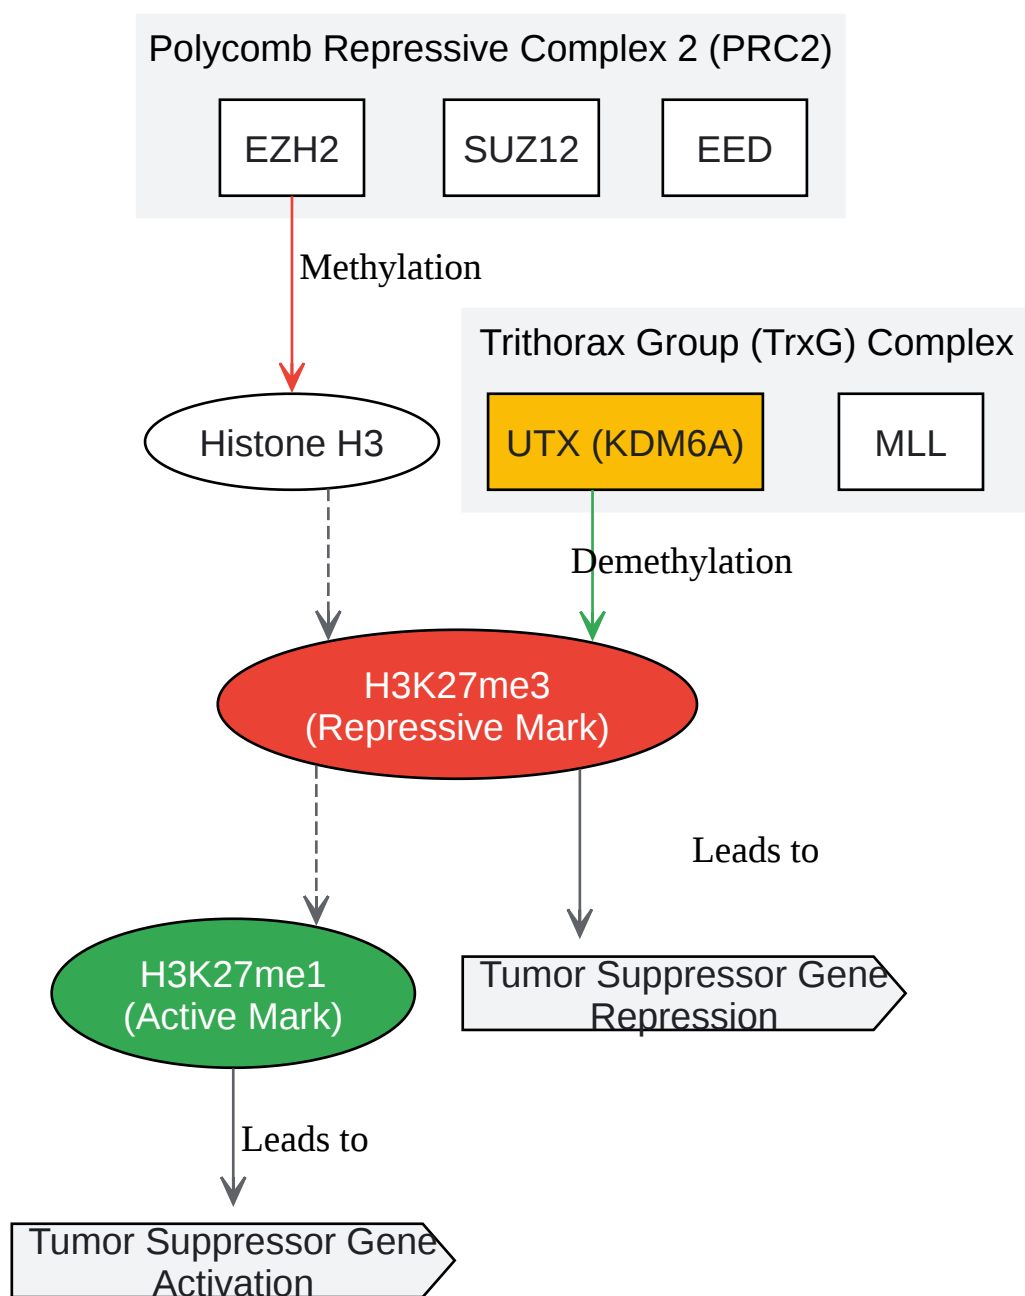 Polycomb Repressive Complex 2 (PRC2)
EZH2
SUZ12
EED
Methylation
Trithorax Group (TrxG) Complex
Histone H3
UTX (KDM6A)
MLL
Demethylation
H3K27me3
(Repressive Mark)
Leads to
H3K27me1
(Active Mark)
Tumor Suppressor Gene
Repression
Leads to
Tumor Suppressor Gene
Activation